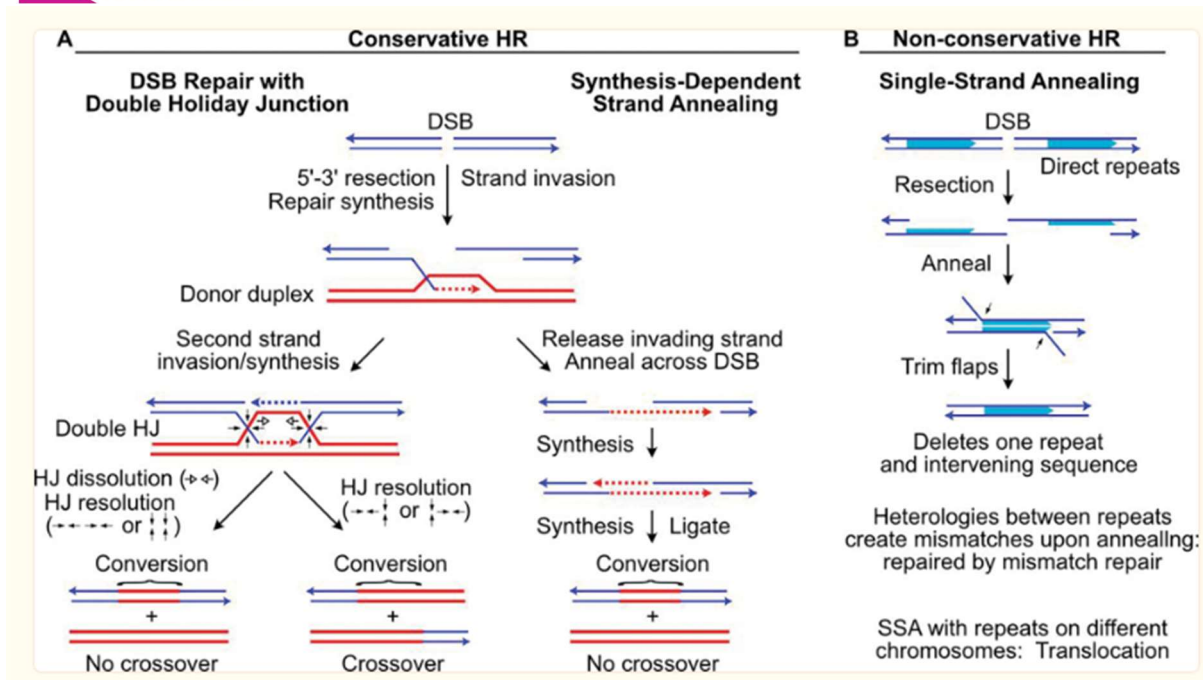 A
Conservative HR
DSB Repair with
Double Holiday Junction
Synthesis-Dependent
Strand Annealing
DSB
5'-3' resection
Repair synthesis
Strand invasion
Donor duplex
Second strand
invasion/synthesis
Release invading strand
Anneal across DSB
Double HJ
Synthesis
HJ dissolution
HJ resolution
( or )
HJ resolution
( or )
Synthesis
Ligate
Conversion
+
No crossover
Conversion
+
Crossover
Conversion
+
No crossover
B
Non-conservative HR
Single-Strand Annealing
DSB
Direct repeats
Resection
Anneal
Trim flaps
Deletes one repeat
and intervening sequence
Heterologies between repeats
create mismatches upon anneallng:
repaired by mismatch repair
SSA with repeats on different
chromosomes: Translocation